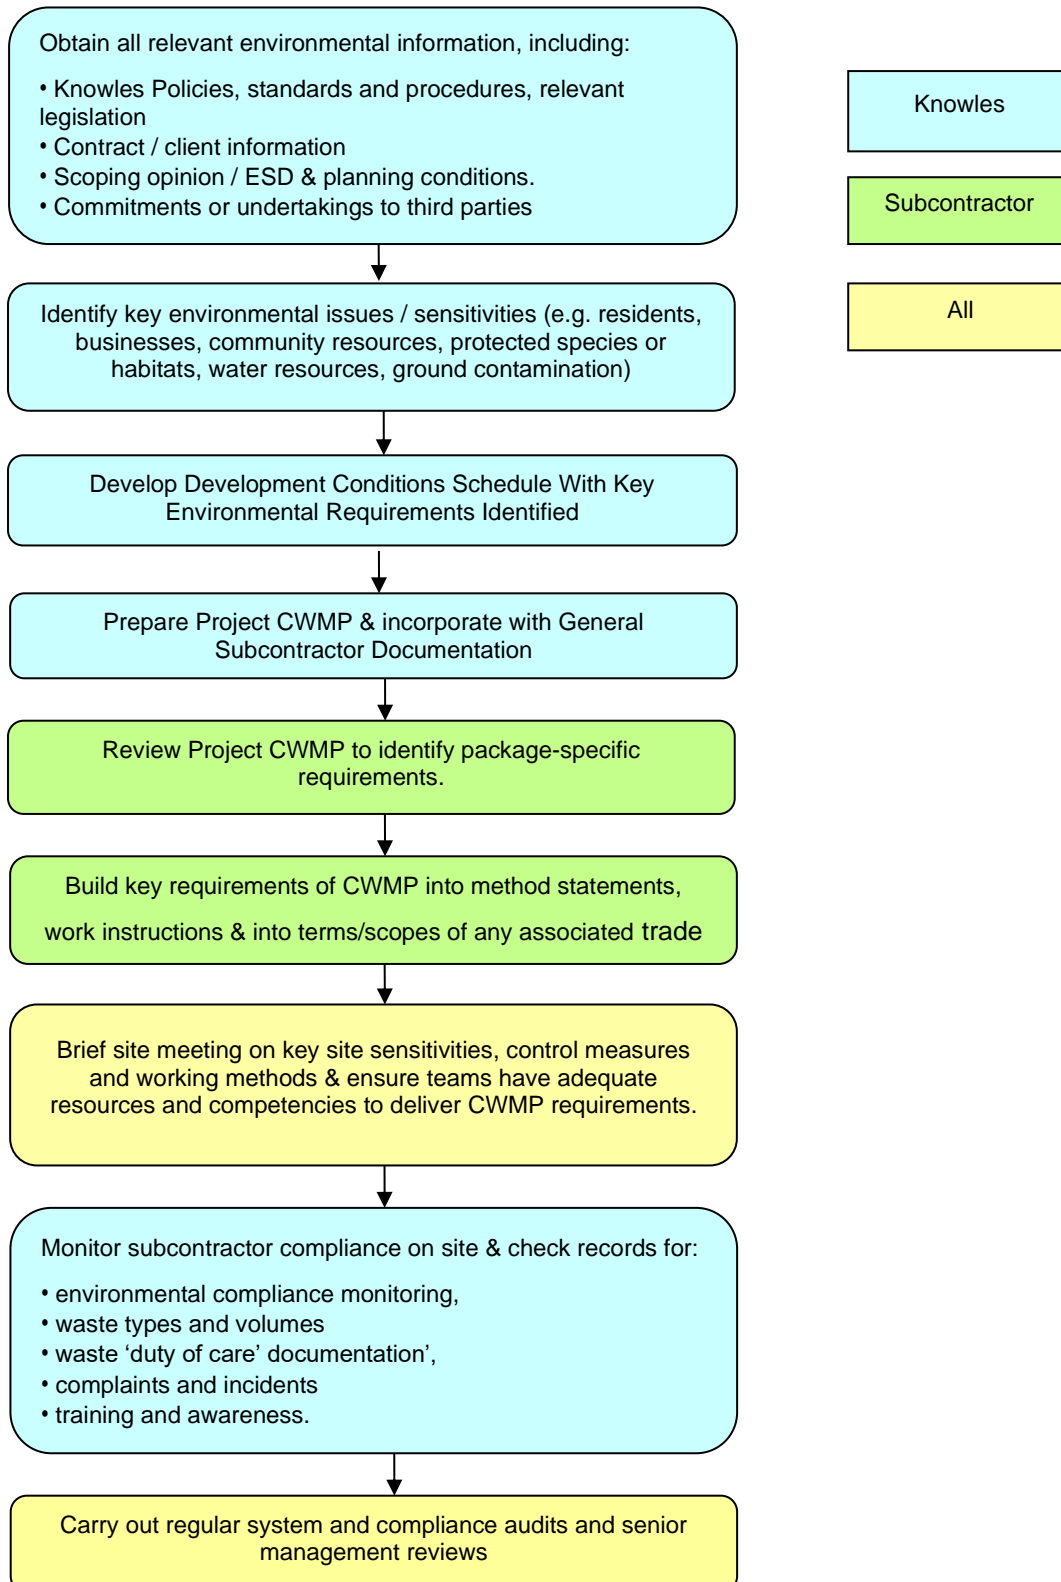 Obtain all relevant environmental information, including:
• Knowles Policies, standards and procedures, relevant
legislation
• Contract / client information
• Scoping opinion / ESD & planning conditions.
• Commitments or undertakings to third parties
Knowles
Subcontractor
All
Identify key environmental issues / sensitivities (e.g. residents,
businesses, community resources, protected species or
habitats, water resources, ground contamination)
Develop Development Conditions Schedule With Key
Environmental Requirements Identified
Prepare Project CWMP & incorporate with General
Subcontractor Documentation
Review Project CWMP to identify package-specific
requirements.
Build key requirements of CWMP into method statements,
work instructions & into terms/scopes of any associated trade
Brief site meeting on key site sensitivities, control measures
and working methods & ensure teams have adequate
resources and competencies to deliver CWMP requirements.
Monitor subcontractor compliance on site & check records for:
• environmental compliance monitoring,
• waste types and volumes
• waste ‘duty of care’ documentation’,
• complaints and incidents
• training and awareness.
Carry out regular system and compliance audits and senior
management reviews